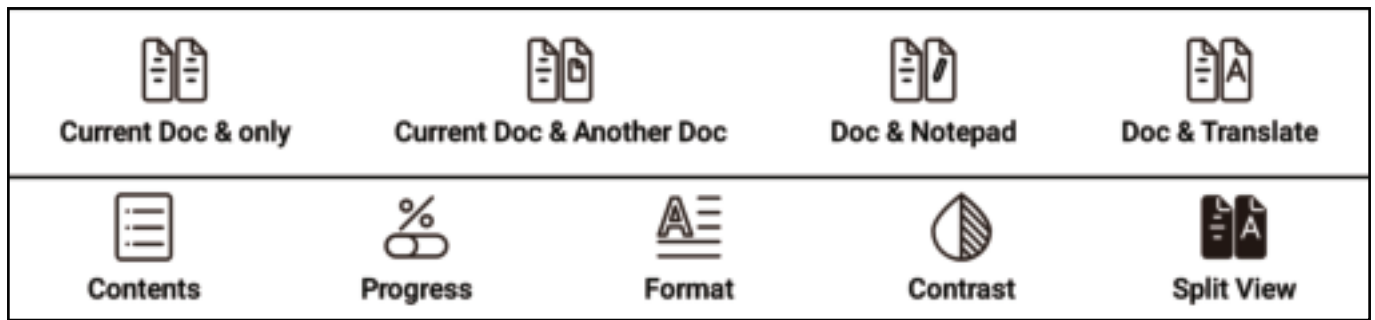 Current Doc & only Current Doc & Another Doc Doc & Notepad Doc & Translate
Contents Progress Format Contrast Split View